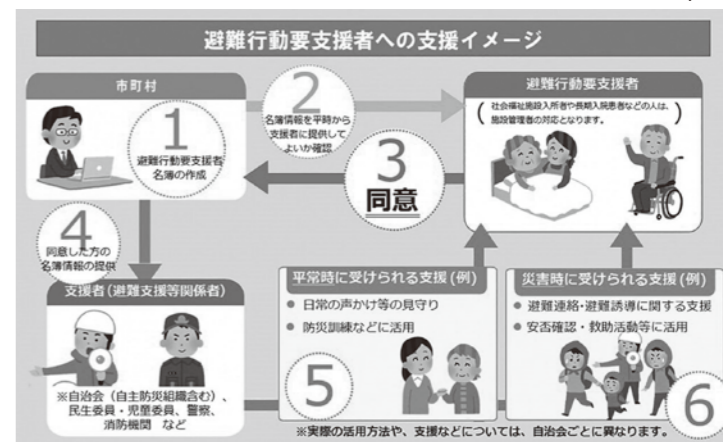 避難行動要支援者への支援イメージ
市町村
1
避難行動要支援者
名簿の作成
2
名簿情報を平時から
支援者に提供して
よいか確認
避難行動要支援者
(社会福祉施設入所者や長期入院患者などの人は、
施設管理者の対応となります。)
3
同意
4
同意した方の
名簿情報の提供
支援者(避難支援等関係者)
※自治会(自主防災組織含む)、
民生委員・児童委員、警察、
消防機関 など
平常時に受けられる支援(例)
● 日常の声かけ等の見守り
● 防災訓練などに活用
5
災害時に受けられる支援(例)
● 避難連絡・避難誘導に関する支援
● 安否確認・救助活動等に活用
6
※実際の活用方法や、支援などについては、自治会ごとに異なります。